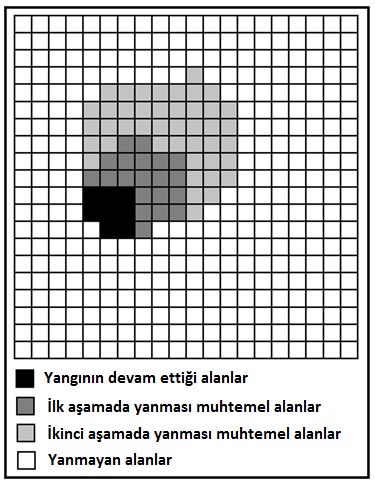 Yangının devam ettiği alanlar
İlk aşamada yanması muhtemel alanlar
İkinci aşamada yanması muhtemel alanlar
Yanmayan alanlar